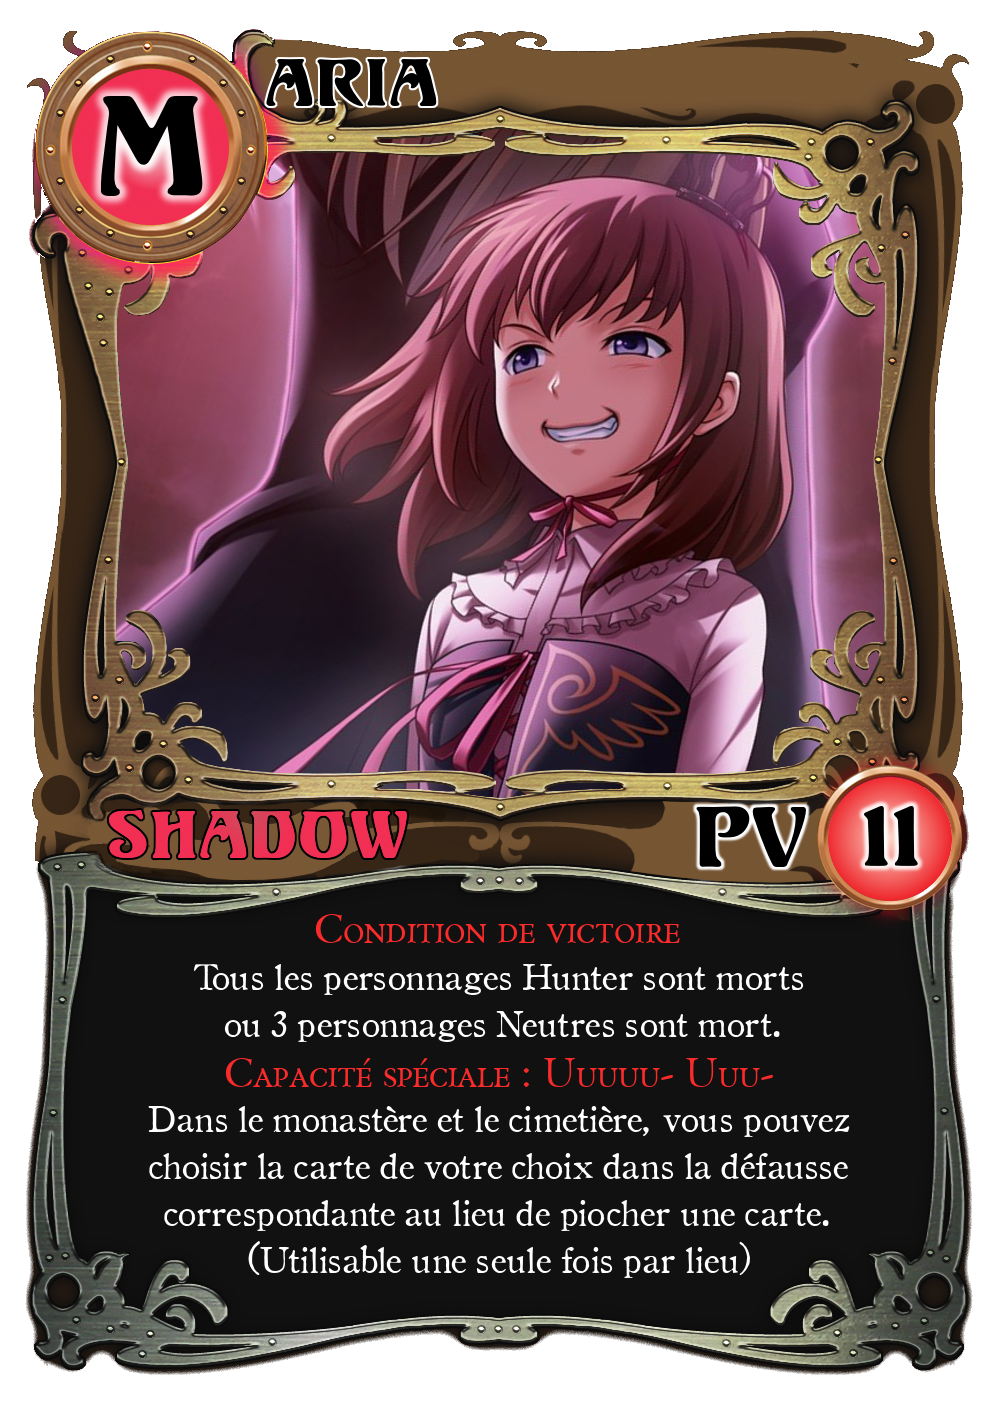 MARIA
SHADOW
PV 11
Condition de victoire
Tous les personnages Hunter sont morts
ou 3 personnages Neutres sont mort.
Capacité spéciale : Uuuuu- Uuu-
Dans le monastère et le cimetière, vous pouvez
choisir la carte de votre choix dans la défausse
correspondante au lieu de piocher une carte.
(Utilisable une seule fois par lieu)